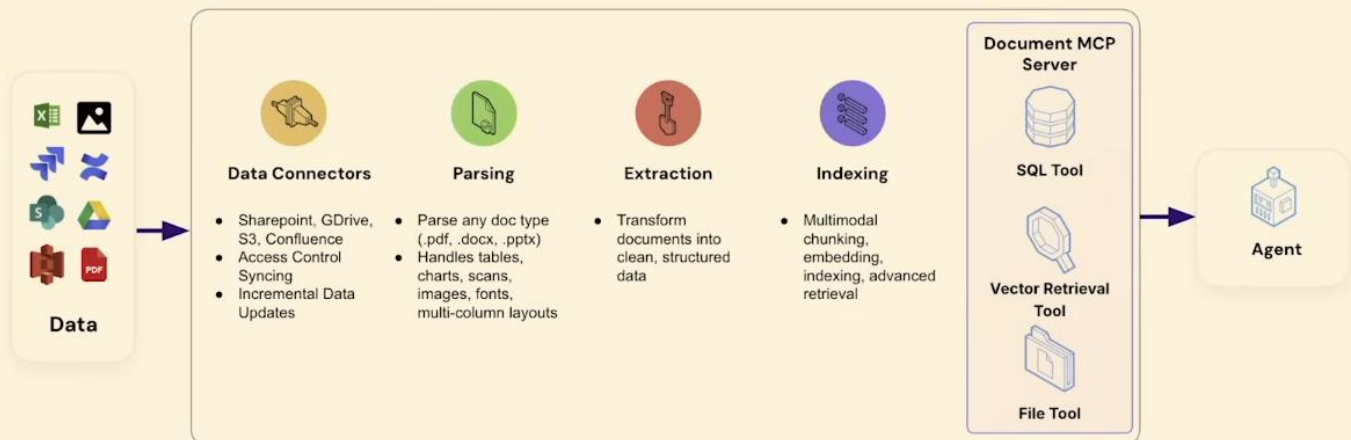 Data
Data Connectors
● Sharepoint, GDrive,
S3, Confluence
● Access Control
Syncing
● Incremental Data
Updates
Parsing
● Parse any doc type
(.pdf, .docx, .pptx)
● Handles tables,
charts, scans,
images, fonts,
multi-column layouts
Extraction
● Transform
documents into
clean, structured
data
Indexing
● Multimodal
chunking,
embedding,
indexing, advanced
retrieval
Document MCP
Server
SQL Tool
Vector Retrieval
Tool
File Tool
Agent
X
S
PDF